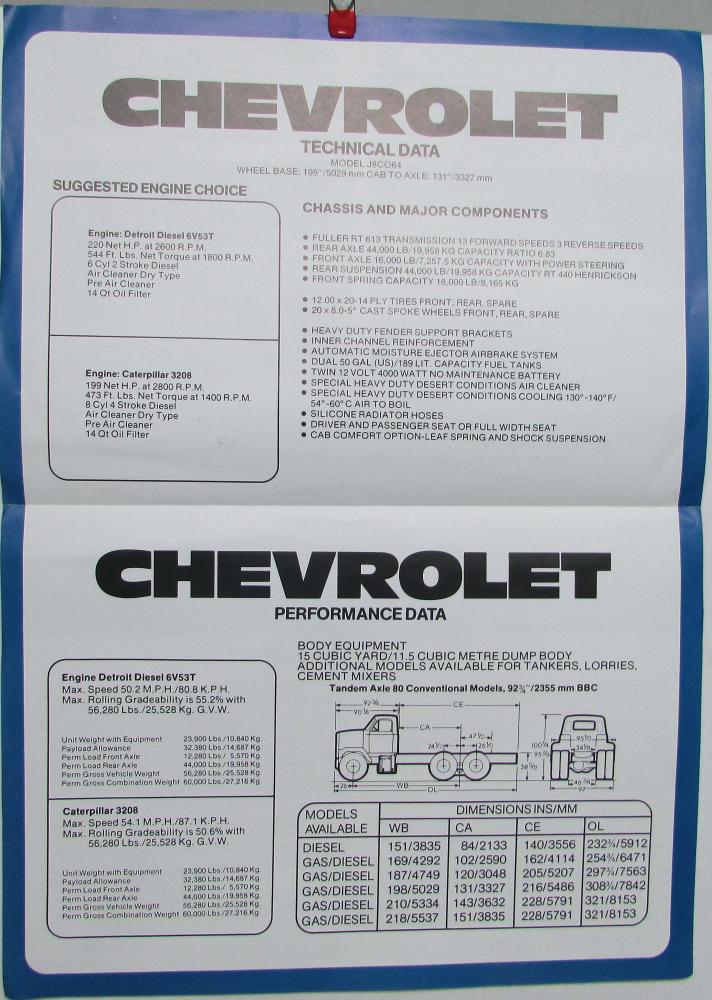 CHEVROLET
TECHNICAL DATA
MODEL J8CO64
WHEEL BASE: 198"/5029 mm CAB TO AXLE: 131"/3327 mm
SUGGESTED ENGINE CHOICE
Engine: Detroit Diesel 6V53T
220 Net H.P. at 2600 R.P.M.
544 Ft. Lbs. Net Torque at 1800 R.P.M.
6 Cyl 2 Stroke Diesel
Air Cleaner Dry Type
Pre Air Cleaner
14 Qt Oil Filter
Engine: Caterpillar 3208
199 Net H.P. at 2800 R.P.M.
473 Ft. Lbs. Net Torque at 1400 R.P.M.
8 Cyl 4 Stroke Diesel
Air Cleaner Dry Type
Pre Air Cleaner
14 Qt Oil Filter
CHASSIS AND MAJOR COMPONENTS
● FULLER RT 613 TRANSMISSION 13 FORWARD SPEEDS 3 REVERSE SPEEDS
● REAR AXLE 44,000 LB/19,958 KG CAPACITY RATIO 6.83
● FRONT AXLE 16,000 LB/7,257.5 KG CAPACITY WITH POWER STEERING
● REAR SUSPENSION 44,000 LB/19,958 KG CAPACITY RT 440 HENRICKSON
● FRONT SPRING CAPACITY 18,000 LB/8,165 KG
● 12.00 x 20-14 PLY TIRES FRONT, REAR, SPARE
● 20 x 8.0-5° CAST SPOKE WHEELS FRONT, REAR, SPARE
● HEAVY DUTY FENDER SUPPORT BRACKETS
● INNER CHANNEL REINFORCEMENT
● AUTOMATIC MOISTURE EJECTOR AIRBRAKE SYSTEM
● DUAL 50 GAL (US)/189 LIT. CAPACITY FUEL TANKS
● TWIN 12 VOLT 4000 WATT NO MAINTENANCE BATTERY
● SPECIAL HEAVY DUTY DESERT CONDITIONS AIR CLEANER
● SPECIAL HEAVY DUTY DESERT CONDITIONS COOLING 130°-140°F/
54°-60°C AIR TO BOIL
● SILICONE RADIATOR HOSES
● DRIVER AND PASSENGER SEAT OR FULL WIDTH SEAT
● CAB COMFORT OPTION-LEAF SPRING AND SHOCK SUSPENSION
CHEVROLET
PERFORMANCE DATA
Engine Detroit Diesel 6V53T
Max. Speed 50.2 M.P.H./80.8 K.P.H.
Max. Rolling Gradeability is 55.2% with
56,280 Lbs./25,528 Kg. G.V.W.
Unit Weight with Equipment 23,900 Lbs./10,840 Kg.
Payload Allowance 32,380 Lbs./14,687 Kg.
Perm Load Front Axle 12,280 Lbs./ 5,570 Kg.
Perm Load Rear Axle 44,000 Lbs./19,958 Kg.
Perm Gross Vehicle Weight 56,280 Lbs./25,528 Kg.
Perm Gross Combination Weight 60,000 Lbs./27,216 Kg.
Caterpillar 3208
Max. Speed 54.1 M.P.H./87.1 K.P.H.
Max. Rolling Gradeability is 50.6% with
56,280 Lbs./25,528 Kg. G.V.W.
Unit Weight with Equipment 23,900 Lbs./10,840 Kg.
Payload Allowance 32,380 Lbs./14,687 Kg.
Perm Load Front Axle 12,280 Lbs./ 5,570 Kg.
Perm Load Rear Axle 44,000 Lbs./19,958 Kg.
Perm Gross Vehicle Weight 56,280 Lbs./25,528 Kg.
Perm Gross Combination Weight 60,000 Lbs./27,216 Kg.
BODY EQUIPMENT
15 CUBIC YARD/11.5 CUBIC METRE DUMP BODY
ADDITIONAL MODELS AVAILABLE FOR TANKERS, LORRIES,
CEMENT MIXERS
Tandem Axle 80 Conventional Models, 92¾"/2355 mm BBC
92¾ CE
CA 47½
26 WB
OL
97
MODELS AVAILABLE DIMENSIONS INS/MM
WB CA CE OL
DIESEL 151/3835 84/2133 140/3556 232¾/5912
GAS/DIESEL 169/4292 102/2590 162/4114 254¾/6471
GAS/DIESEL 187/4749 120/3048 205/5207 297¾/7563
GAS/DIESEL 198/5029 131/3327 216/5486 308¾/7842
GAS/DIESEL 210/5334 143/3632 228/5791 321/8153
GAS/DIESEL 218/5537 151/3835 228/5791 321/8153